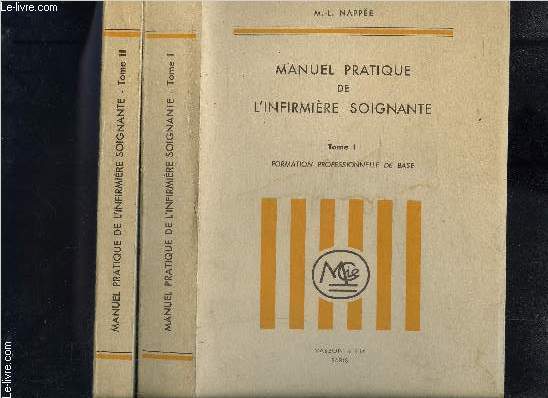 MANUEL PRATIQUE DE L'INFIRMIÈRE SOIGNANTE - Tome II
MANUEL PRATIQUE DE L'INFIRMIÈRE SOIGNANTE - Tome I
M.-L. NAPPÉE
MANUEL PRATIQUE
DE
L'INFIRMIÈRE SOIGNANTE
Tome I
FORMATION PROFESSIONNELLE DE BASE
MCie
PARIS
Le-livre.com
Le-livre.com